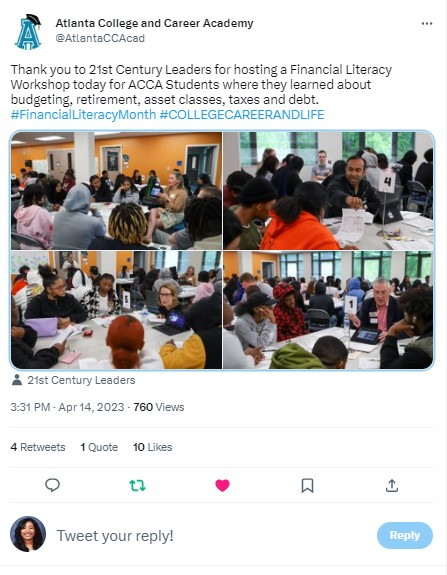 Atlanta College and Career Academy
@AtlantaCCAcad
Thank you to 21st Century Leaders for hosting a Financial Literacy
Workshop today for ACCA Students where they learned about
budgeting, retirement, asset classes, taxes and debt.
#FinancialLiteracyMonth #COLLEGECAREERANDLIFE
4
1
21st Century Leaders
3:31 PM · Apr 14, 2023 · 760 Views
4 Retweets 1 Quote 10 Likes
Tweet your reply!
Reply